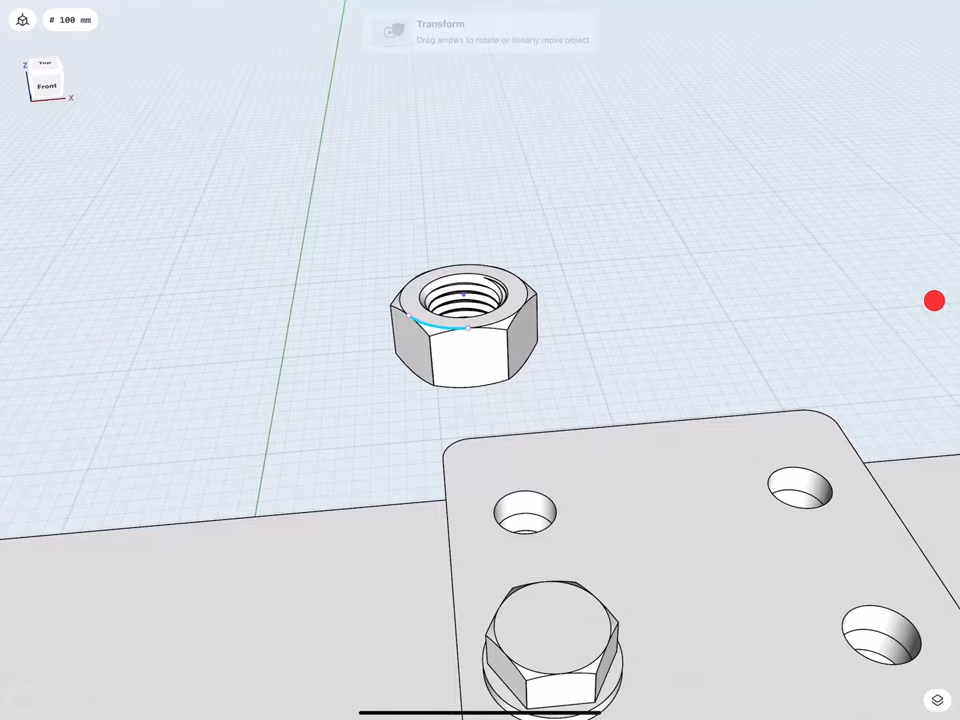 # 100 mm
Transform
Drag arrows to rotate or linearly move object
Top
Z
Front
X